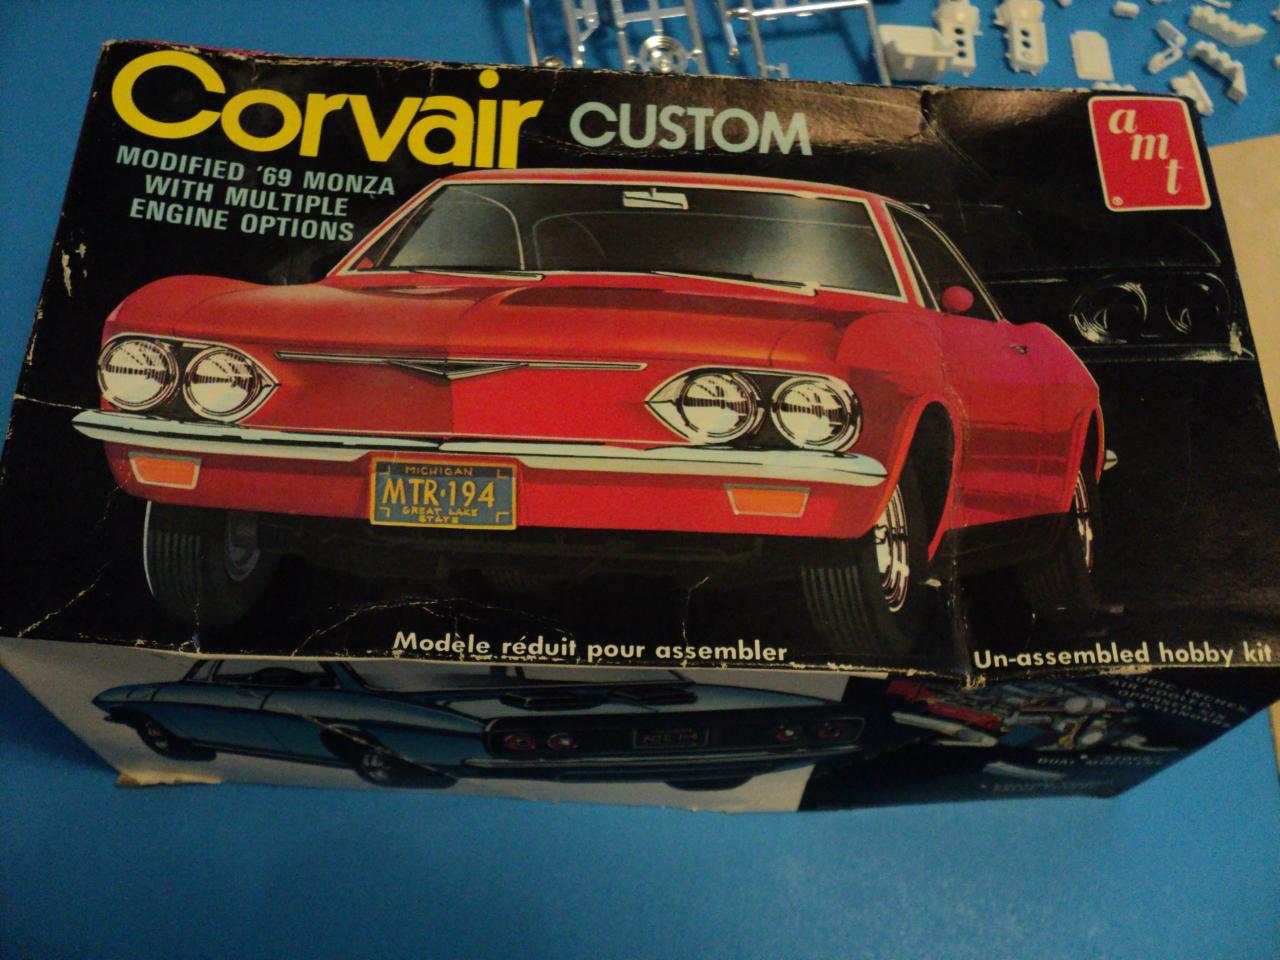 Corvair CUSTOM
MODIFIED '69 MONZA
WITH MULTIPLE
ENGINE OPTIONS
amt
®
MICHIGAN
MTR·194
GREAT LAKE
STATE
Modèle réduit pour assembler
Un-assembled hobby kit